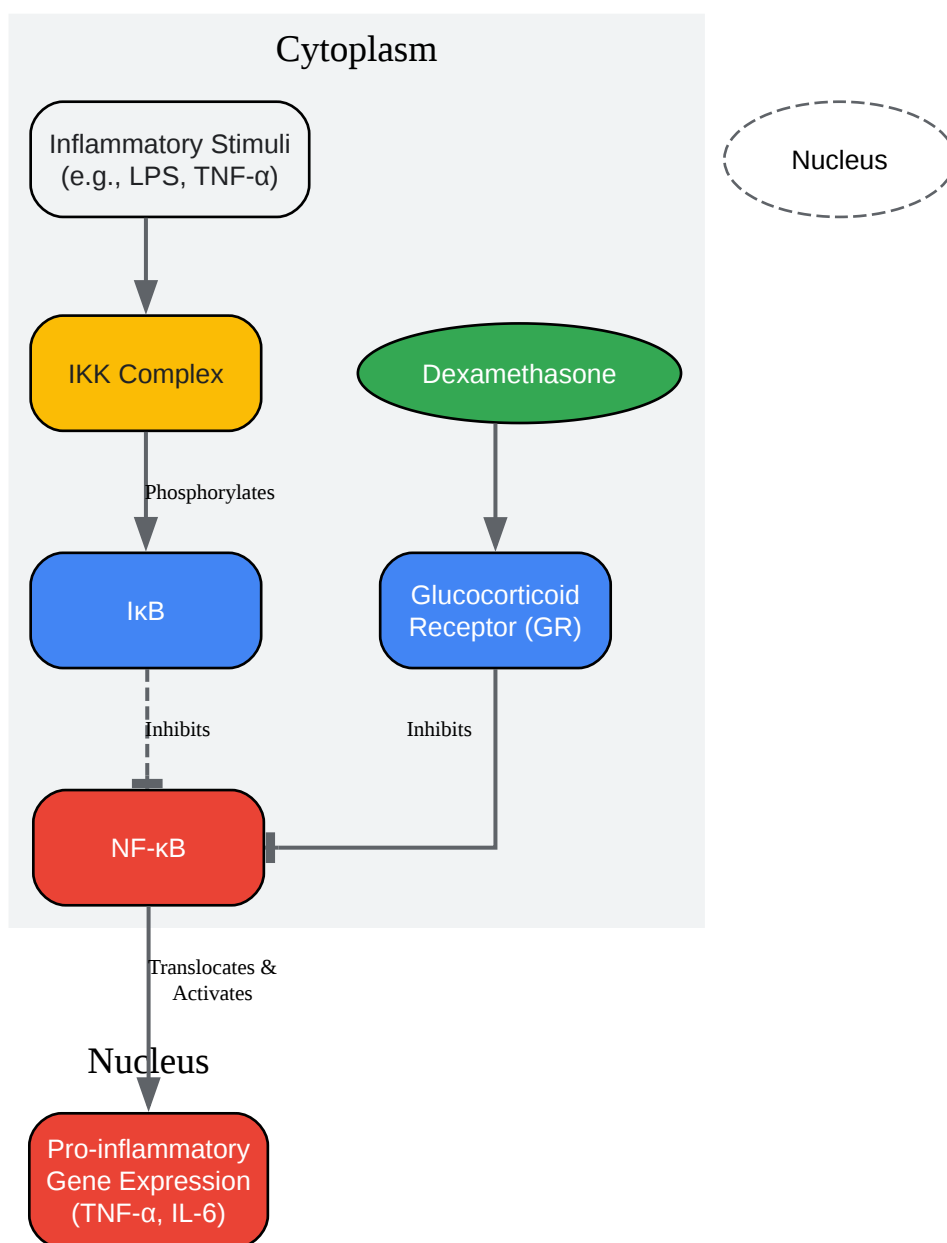 Cytoplasm
Inflammatory Stimuli
(e.g., LPS, TNF-α)
Nucleus
IKK Complex
Dexamethasone
Phosphorylates
IκB
Glucocorticoid
Receptor (GR)
Inhibits
Inhibits
NF-κB
Translocates &
Activates
Nucleus
Pro-inflammatory
Gene Expression
(TNF-α, IL-6)